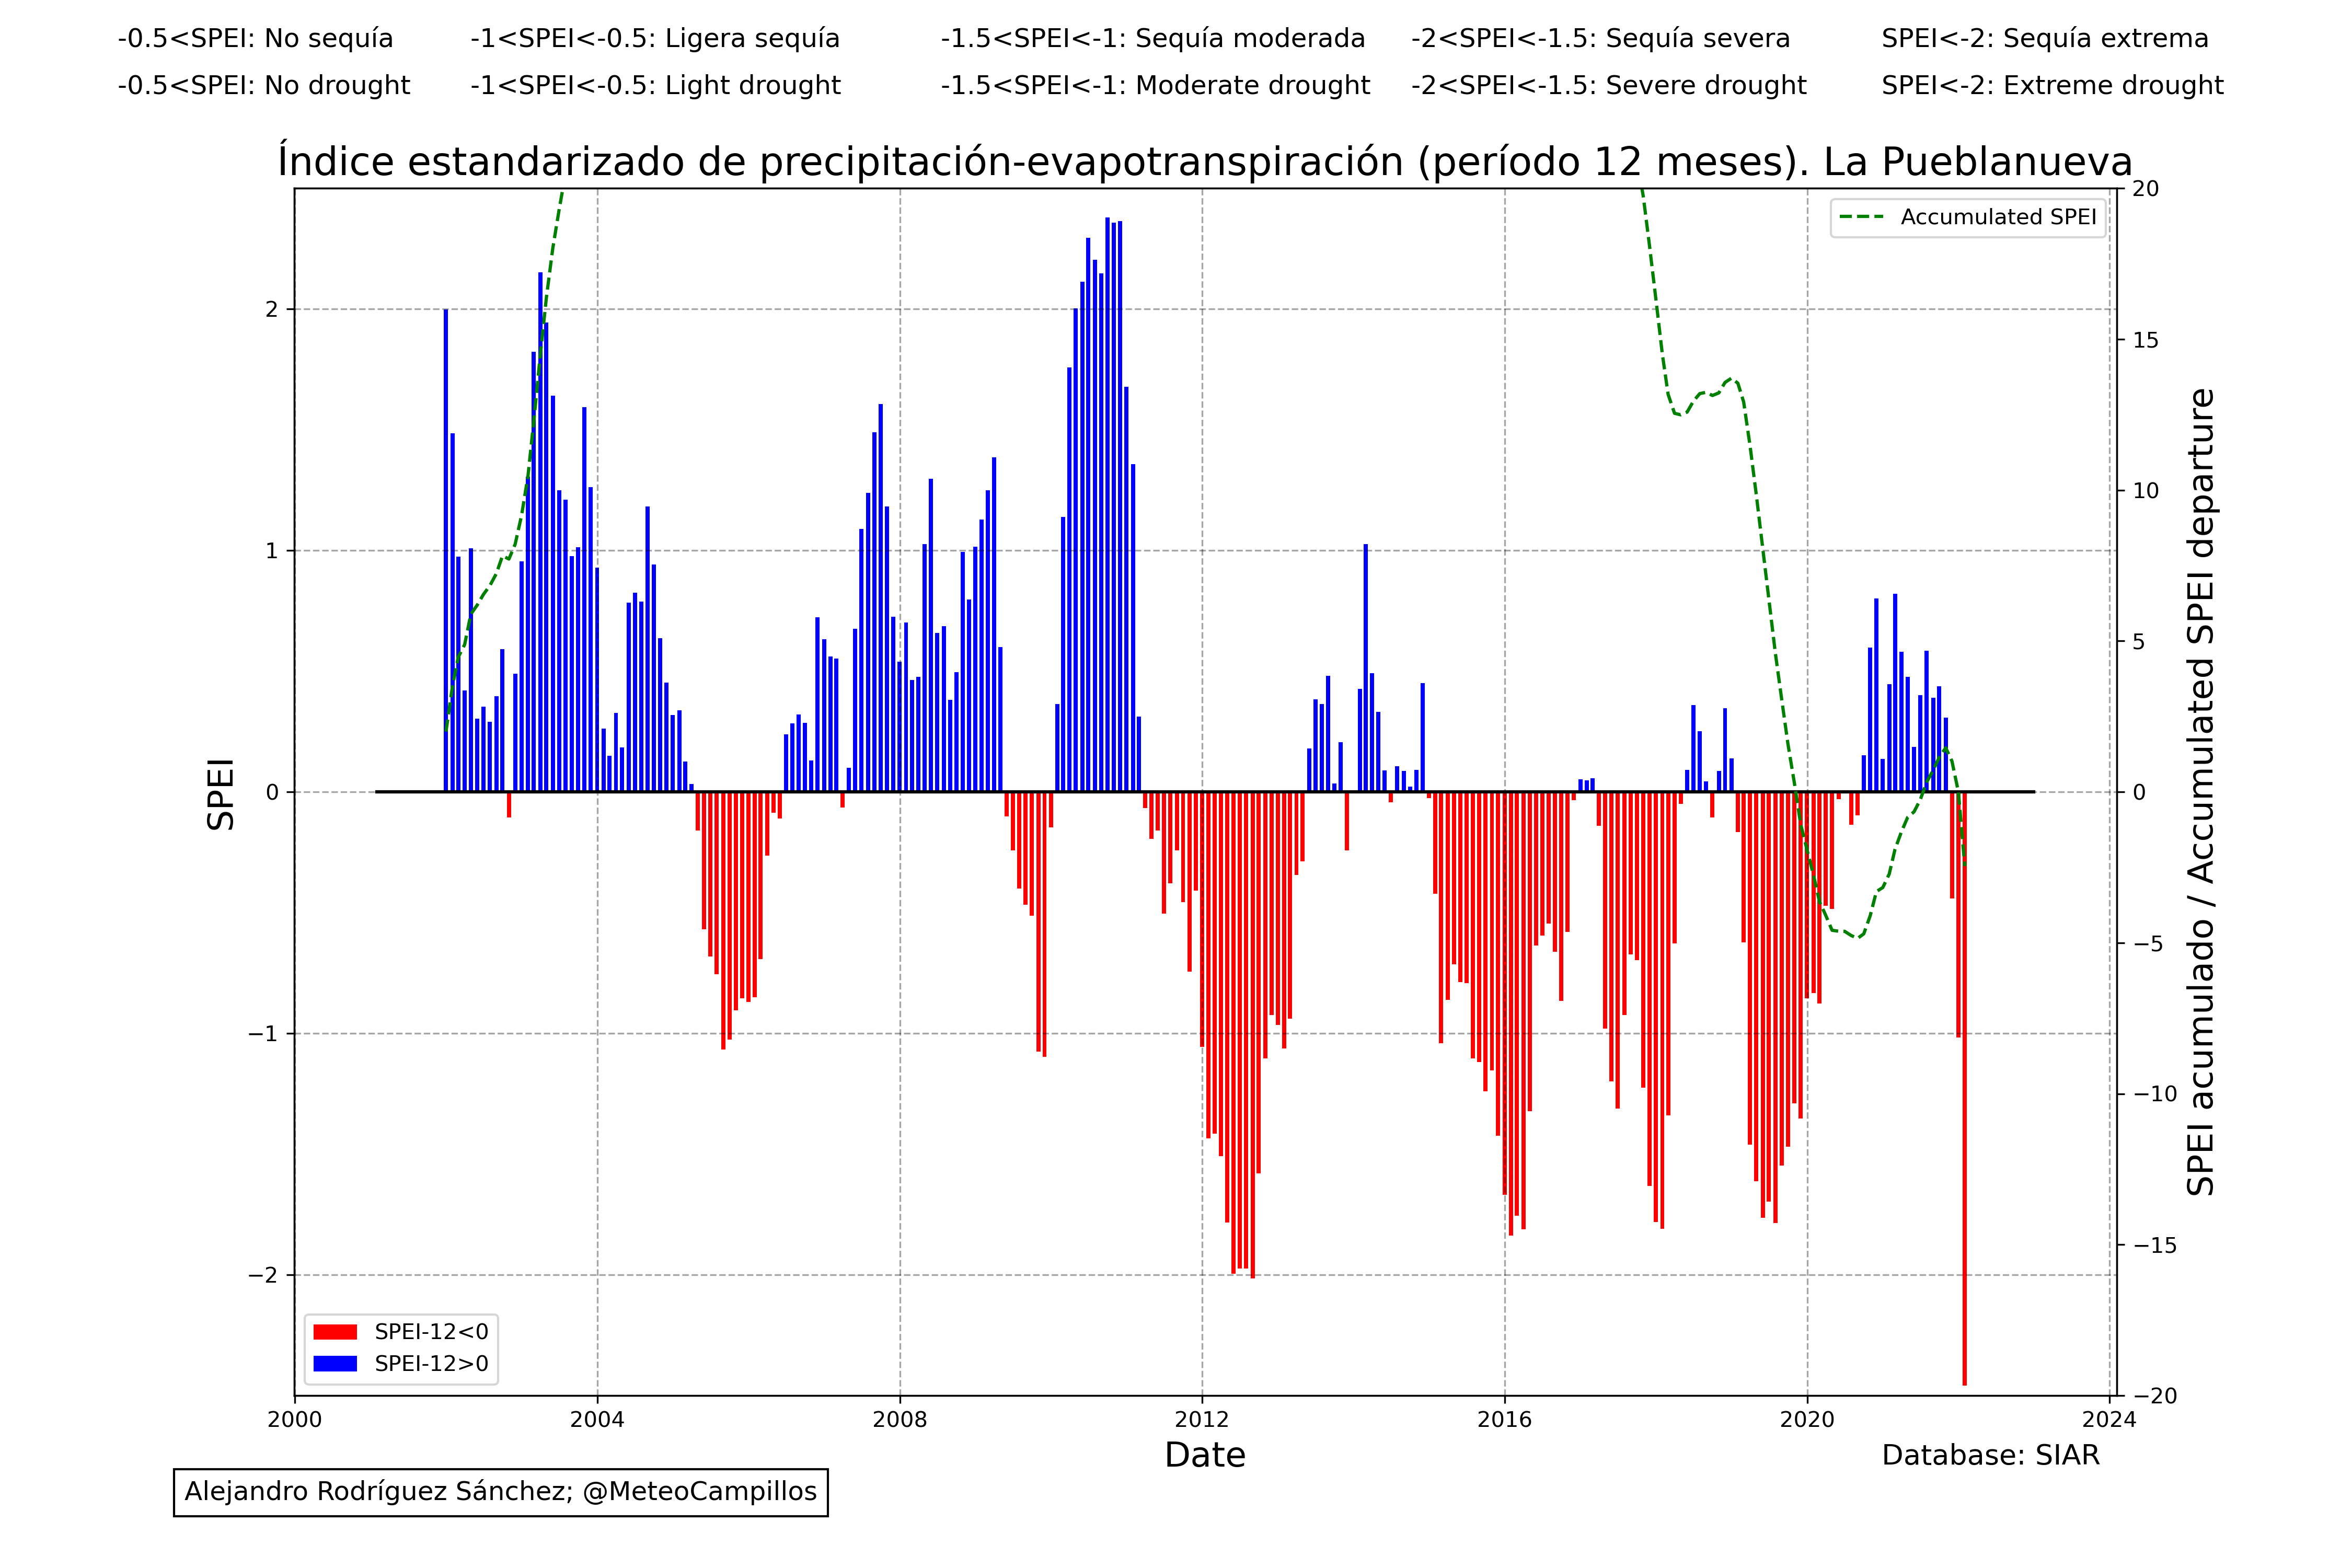 -0.5<SPEI: No sequía -1<SPEI<-0.5: Ligera sequía -1.5<SPEI<-1: Sequía moderada -2<SPEI<-1.5: Sequía severa SPEI<-2: Sequía extrema
-0.5<SPEI: No drought -1<SPEI<-0.5: Light drought -1.5<SPEI<-1: Moderate drought -2<SPEI<-1.5: Severe drought SPEI<-2: Extreme drought
Índice estandarizado de precipitación-evapotranspiración (período 12 meses). La Pueblanueva
Accumulated SPEI
SPEI
2
1
0
−1
−2
20
15
10
5
0
−5
−10
−15
−20
SPEI acumulado / Accumulated SPEI departure
SPEI-12<0
SPEI-12>0
2000 2004 2008 2012 2016 2020 2024
Date
Database: SIAR
Alejandro Rodríguez Sánchez; @MeteoCampillos